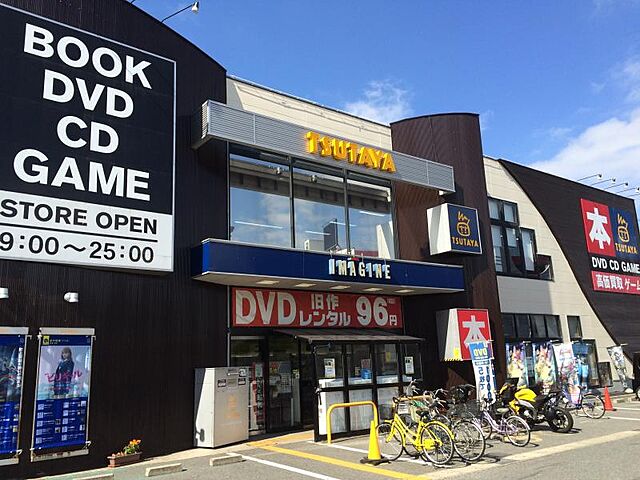 BOOK
DVD
CD
GAME
STORE OPEN
9:00〜25:00
TSUTAYA
IMAGINE
DVD 旧作
レンタル 96円
TSUTAYA
本
本
DVD CD GAME
高価買取